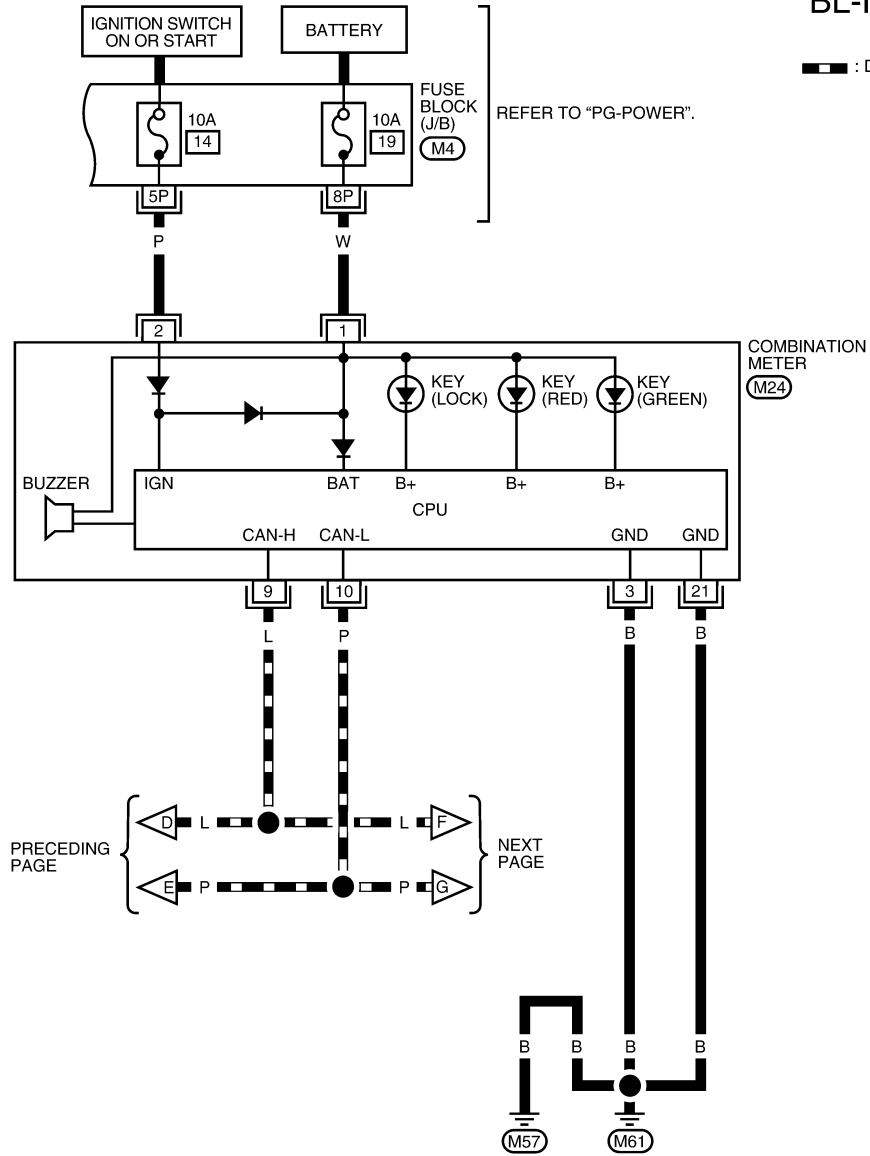 BL-I
: D
IGNITION SWITCH
ON OR START
BATTERY
10A
14
10A
19
FUSE
BLOCK
(J/B)
M4
REFER TO “PG-POWER”.
5P
8P
P
W
2
1
COMBINATION
METER
M24
KEY
(LOCK)
KEY
(RED)
KEY
(GREEN)
BUZZER
IGN
BAT
B+
B+
B+
CPU
CAN-H
CAN-L
GND
GND
9
10
3
21
L
P
B
B
D
L
L
F
PRECEDING
PAGE
NEXT
PAGE
E
P
P
G
B
B
B
B
M57
M61